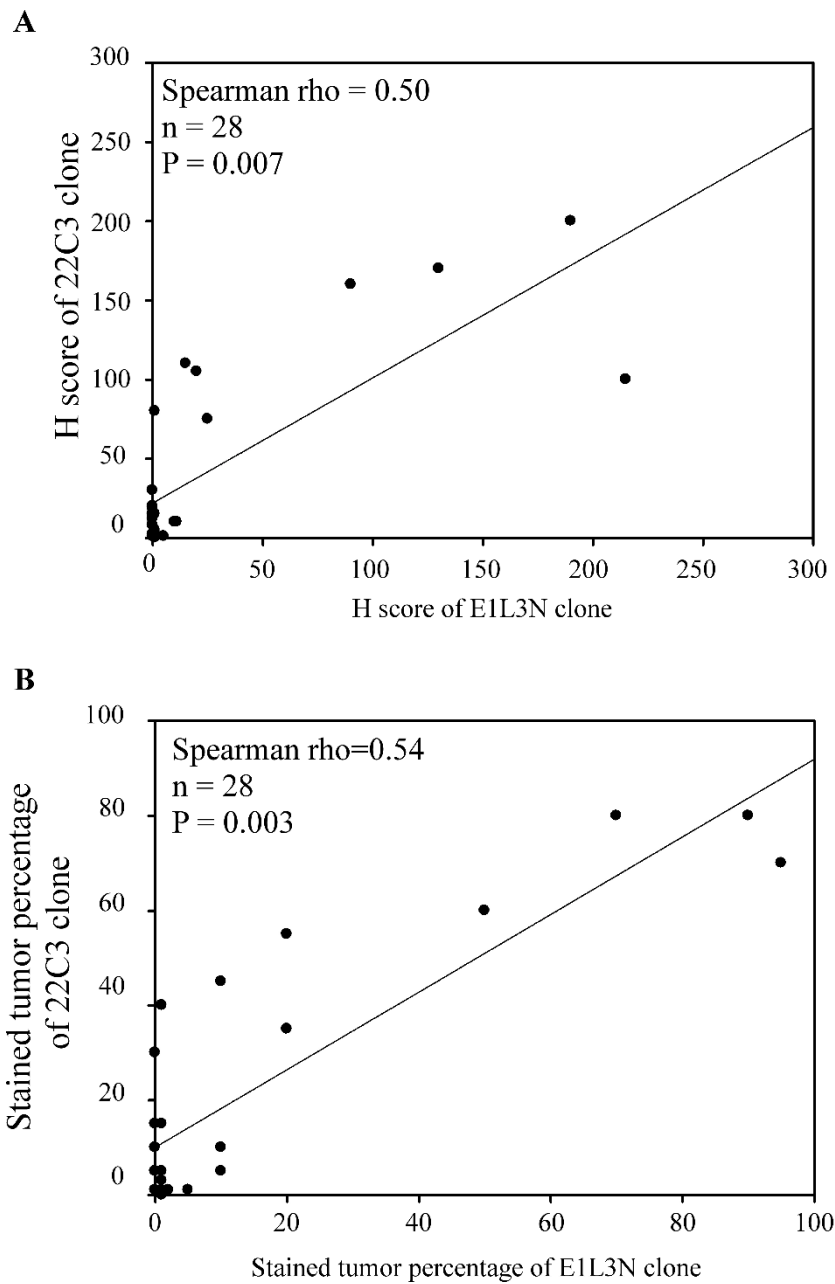 A
300
250
200
150
100
50
0
H score of 22C3 clone
Spearman rho = 0.50
n = 28
P = 0.007
0 50 100 150 200 250 300
H score of E1L3N clone
B
100
80
60
40
20
0
Stained tumor percentage
of 22C3 clone
Spearman rho=0.54
n = 28
P = 0.003
0 20 40 60 80 100
Stained tumor percentage of E1L3N clone